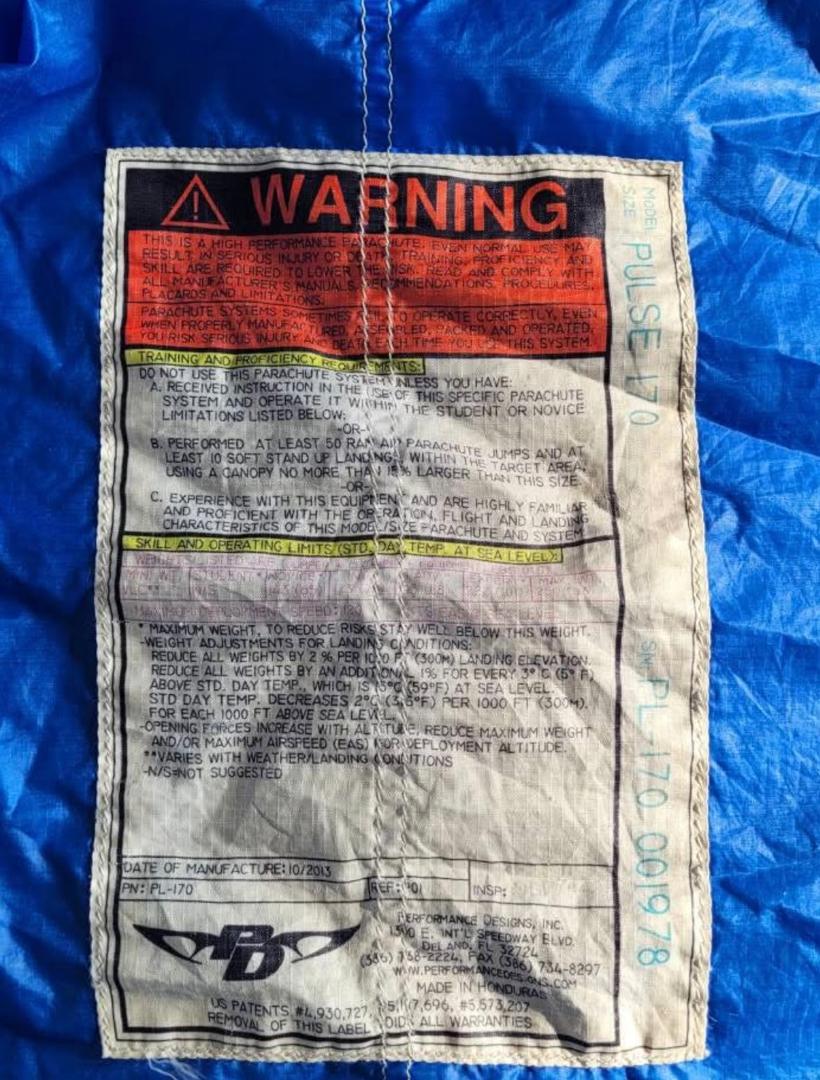 WARNING
THIS IS A HIGH PERFORMANCE PARACHUTE. EVEN NORMAL USE MAY
RESULT IN SERIOUS INJURY OR DEATH. TRAINING, PROFICIENCY AND
SKILL ARE REQUIRED TO LOWER THE RISK. READ AND COMPLY WITH
ALL MANUFACTURER'S MANUALS, RECOMMENDATIONS, PROCEDURES,
PLACARDS AND LIMITATIONS.
PARACHUTE SYSTEMS SOMETIMES FAIL TO OPERATE CORRECTLY, EVEN
WHEN PROPERLY MANUFACTURED, ASSEMBLED, PACKED AND OPERATED,
YOU RISK SERIOUS INJURY AND DEATH EACH TIME YOU USE THIS SYSTEM.
TRAINING AND PROFICIENCY REQUIREMENTS:
DO NOT USE THIS PARACHUTE SYSTEM UNLESS YOU HAVE:
A. RECEIVED INSTRUCTION IN THE USE OF THIS SPECIFIC PARACHUTE
SYSTEM AND OPERATE IT WITHIN THE STUDENT OR NOVICE
LIMITATIONS LISTED BELOW;
-OR-
B. PERFORMED AT LEAST 50 RAM AIR PARACHUTE JUMPS AND AT
LEAST 10 SOFT STAND UP LANDINGS WITHIN THE TARGET AREA,
USING A CANOPY NO MORE THAN % LARGER THAN THIS SIZE.
-OR-
C. EXPERIENCE WITH THIS EQUIPMENT AND ARE HIGHLY FAMILIAR
AND PROFICIENT WITH THE OPERATION, FLIGHT AND LANDING
CHARACTERISTICS OF THIS MODEL/SIZE PARACHUTE AND SYSTEM
SKILL AND OPERATING LIMITS (STD. DAY TEMP. AT SEA LEVEL):
STUDENT NOVICE
MAXIMUM DEPLOYMENT SPEED:
* MAXIMUM WEIGHT, TO REDUCE RISKS STAY WELL BELOW THIS WEIGHT.
-WEIGHT ADJUSTMENTS FOR LANDING CONDITIONS:
REDUCE ALL WEIGHTS BY 2 % PER 1000 FT (300M) LANDING ELEVATION.
REDUCE ALL WEIGHTS BY AN ADDITIONAL 1% FOR EVERY 3° C (5° F)
ABOVE STD. DAY TEMP., WHICH IS 15°C (59°F) AT SEA LEVEL.
STD DAY TEMP. DECREASES 2°C (3.5°F) PER 1000 FT (300M).
FOR EACH 1000 FT ABOVE SEA LEVEL.
-OPENING FORCES INCREASE WITH ALTITUDE, REDUCE MAXIMUM WEIGHT
AND/OR MAXIMUM AIRSPEED (EAS) FOR DEPLOYMENT ALTITUDE.
**VARIES WITH WEATHER/LANDING CONDITIONS
-N/S=NOT SUGGESTED
DATE OF MANUFACTURE: 10/2013
PN: PL-170 REF: INSP:
PD
PERFORMANCE DESIGNS, INC.
1300 E. INT'L SPEEDWAY BLVD.
DELAND, FL 32724
(386) 738-2224, FAX (386) 734-8297
WWW.PERFORMANCEDESIGNS.COM
MADE IN HONDURAS
US PATENTS #4,930,727, #5,573,207
REMOVAL OF THIS LABEL VOIDS ALL WARRANTIES
MODEL PULSE 170
SIZE
S/N PL-170 001978